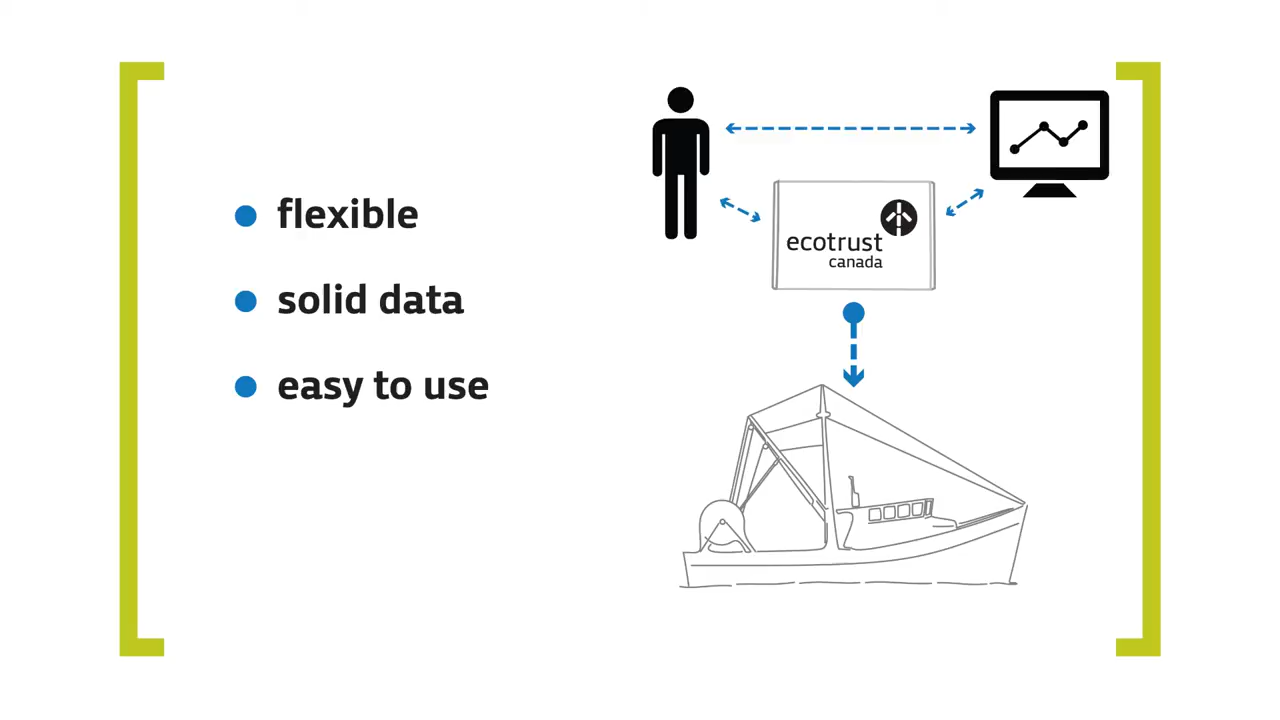 flexible
solid data
easy to use
ecotrust
canada